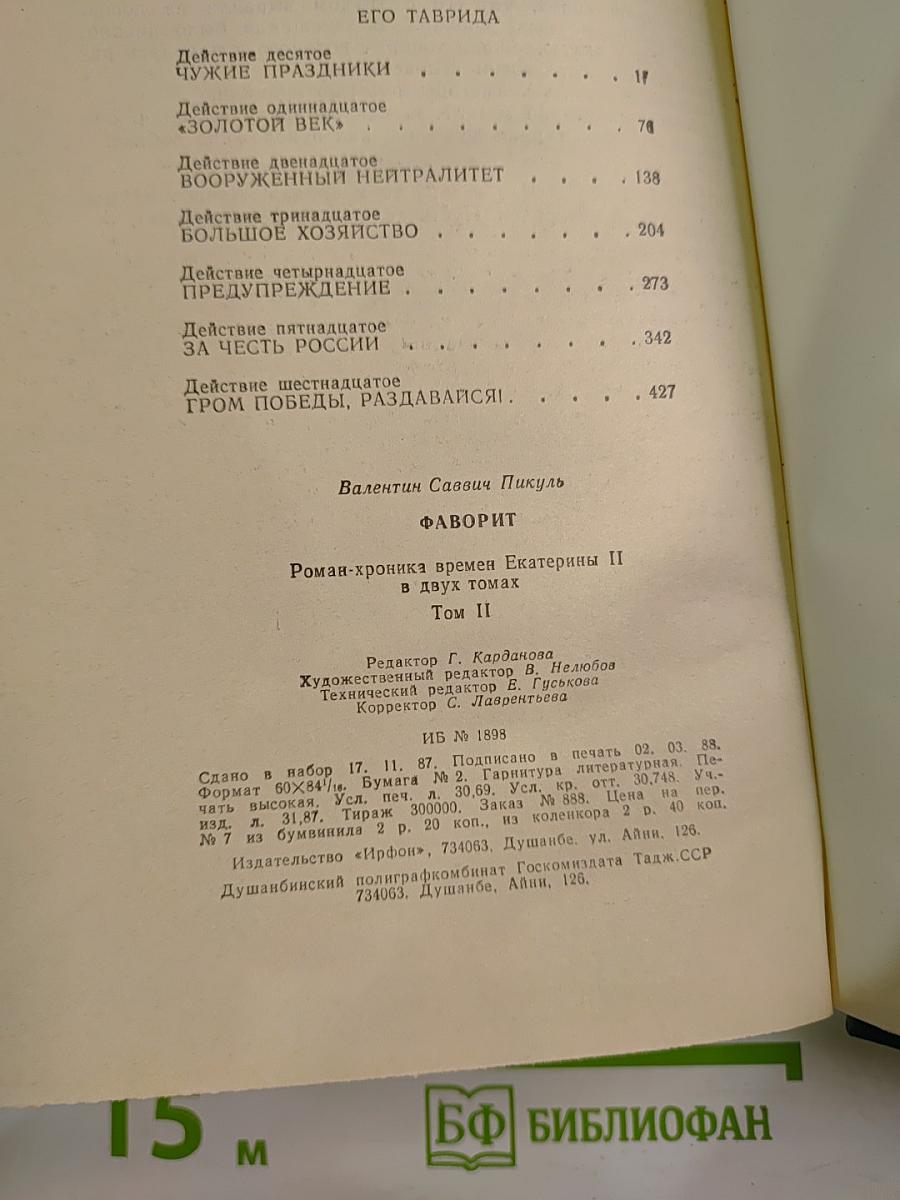 ЕГО ТАВРИДА
Действие десятое
ЧУЖИЕ ПРАЗДНИКИ . . . . . . .
Действие одиннадцатое
«ЗОЛОТОЙ ВЕК» . . . . . . . . .
Действие двенадцатое
ВООРУЖЕННЫЙ НЕЙТРАЛИТЕТ . . . . 138
Действие тринадцатое
БОЛЬШОЕ ХОЗЯЙСТВО . . . . . . . 204
Действие четырнадцатое
ПРЕДУПРЕЖДЕНИЕ . . . . . . . . 273
Действие пятнадцатое
ЗА ЧЕСТЬ РОССИИ . . . . . . . . 342
Действие шестнадцатое
ГРОМ ПОБЕДЫ, РАЗДАВАЙСЯ! . . . . . 427
Валентин Саввич Пикуль
ФАВОРИТ
Роман-хроника времен Екатерины II
в двух томах
Том II
Редактор Г. Карданова
Художественный редактор В. Нелюбов
Технический редактор Е. Гуськова
Корректор С. Лаврентьева
ИБ № 1898
Сдано в набор 17. 11. 87. Подписано в печать 02. 03. 88.
Формат 60×84¹/₁₆. Бумага № 2. Гарнитура литературная. Пе-
чать высокая. Усл. печ. л. 30,69. Усл. кр. отт. 30,748. Уч.-
изд. л. 31,87. Тираж 300000. Заказ № 888. Цена на пер.
№ 7 из бумвинила 2 р. 20 коп., из коленкора 2 р. 40 коп.
Издательство «Ирфон», 734063, Душанбе. ул. Айни. 126.
Душанбинский полиграфкомбинат Госкомиздата Тадж.ССР
734063, Душанбе, Айни, 126.
15 м
БФ БИБЛИОФАН